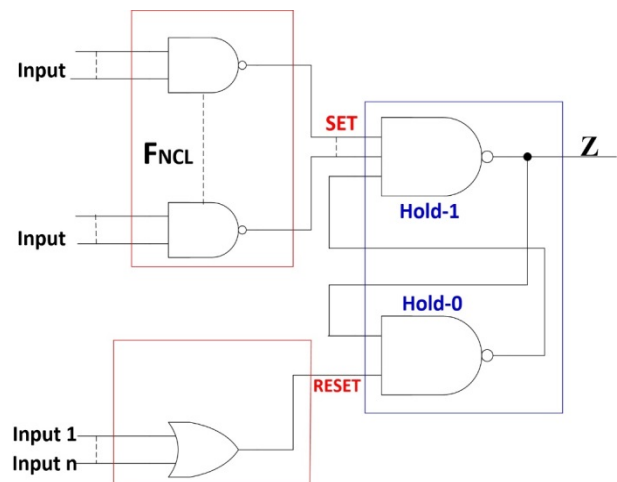 Input
SET
Z
FNCL
Hold-1
Input
Hold-0
RESET
Input 1
Input n